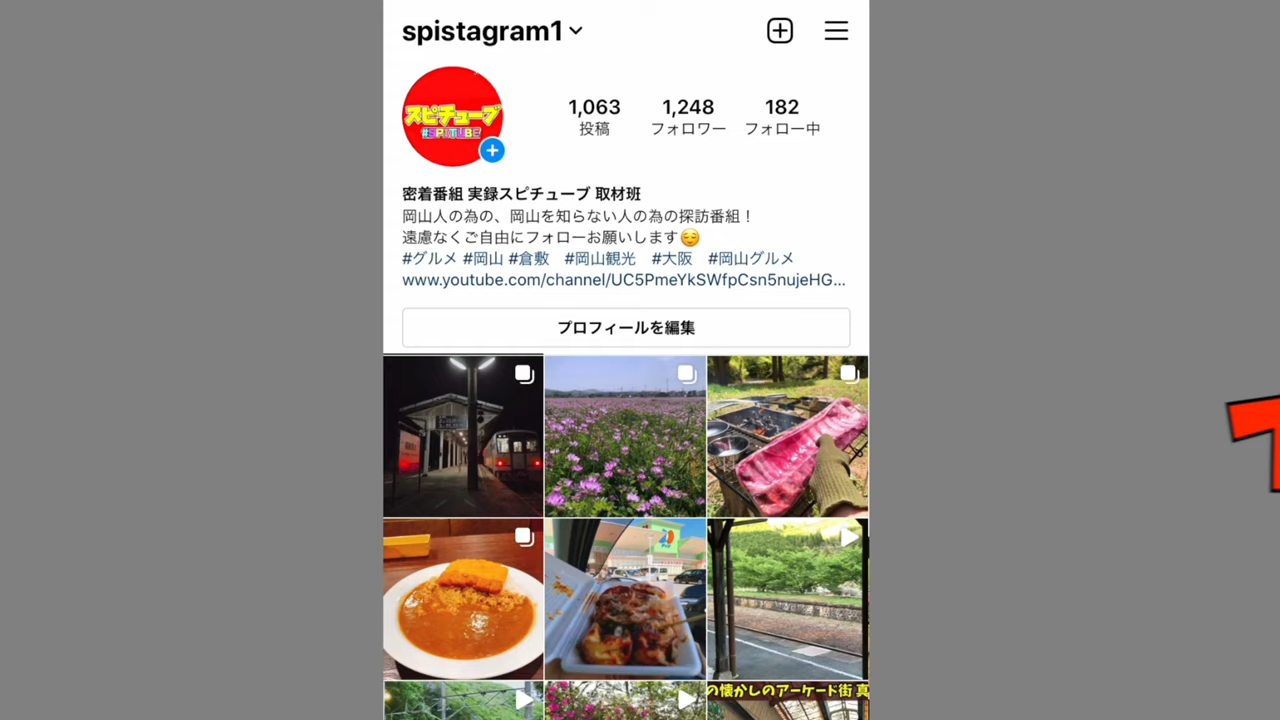 spistagram1
スピチューブ
#SPITUBE
1,063
1,248
182
投稿
フォロワー
フォロー中
密着番組 実録スピチューブ 取材班
岡山人の為の、岡山を知らない人の為の探訪番組！
遠慮なくご自由にフォローお願いします😌
#グルメ #岡山 #倉敷　#岡山観光　#大阪　#岡山グルメ
www.youtube.com/channel/UC5PmeYkSWfpCsn5nujeHG...
プロフィールを編集
の懐かしのアーケード街 真